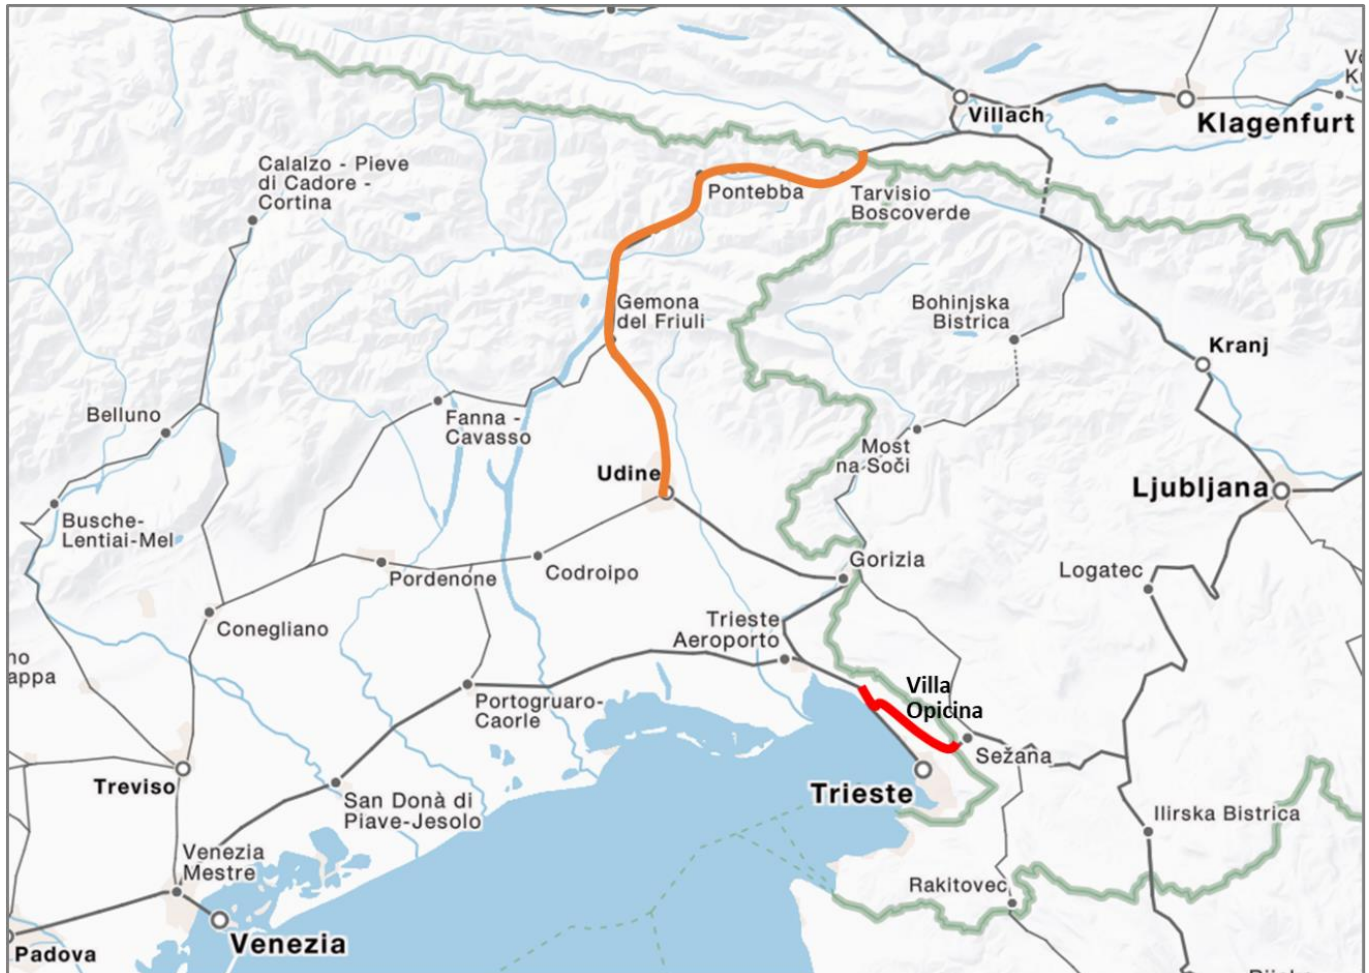 Villach
Klagenfurt
Calalzo - Pieve
di Cadore -
Cortina
Pontebba
Tarvisio
Boscoverde
Gemona
del Friuli
Bohinjska
Bistrica
Kranj
Belluno
Fanna -
Cavasso
Most
na Soči
Udine
Ljubljana
Busche-
Lentiai-Mel
Pordenone
Codroipo
Gorizia
Logatec
Conegliano
Trieste
Aeroporto
Villa
Opicina
Portogruaro-
Caorle
Sežana
Treviso
Trieste
San Donà di
Piave-Jesolo
Ilirska Bistrica
Venezia
Mestre
Rakitovec
Venezia
Padova
no
appa